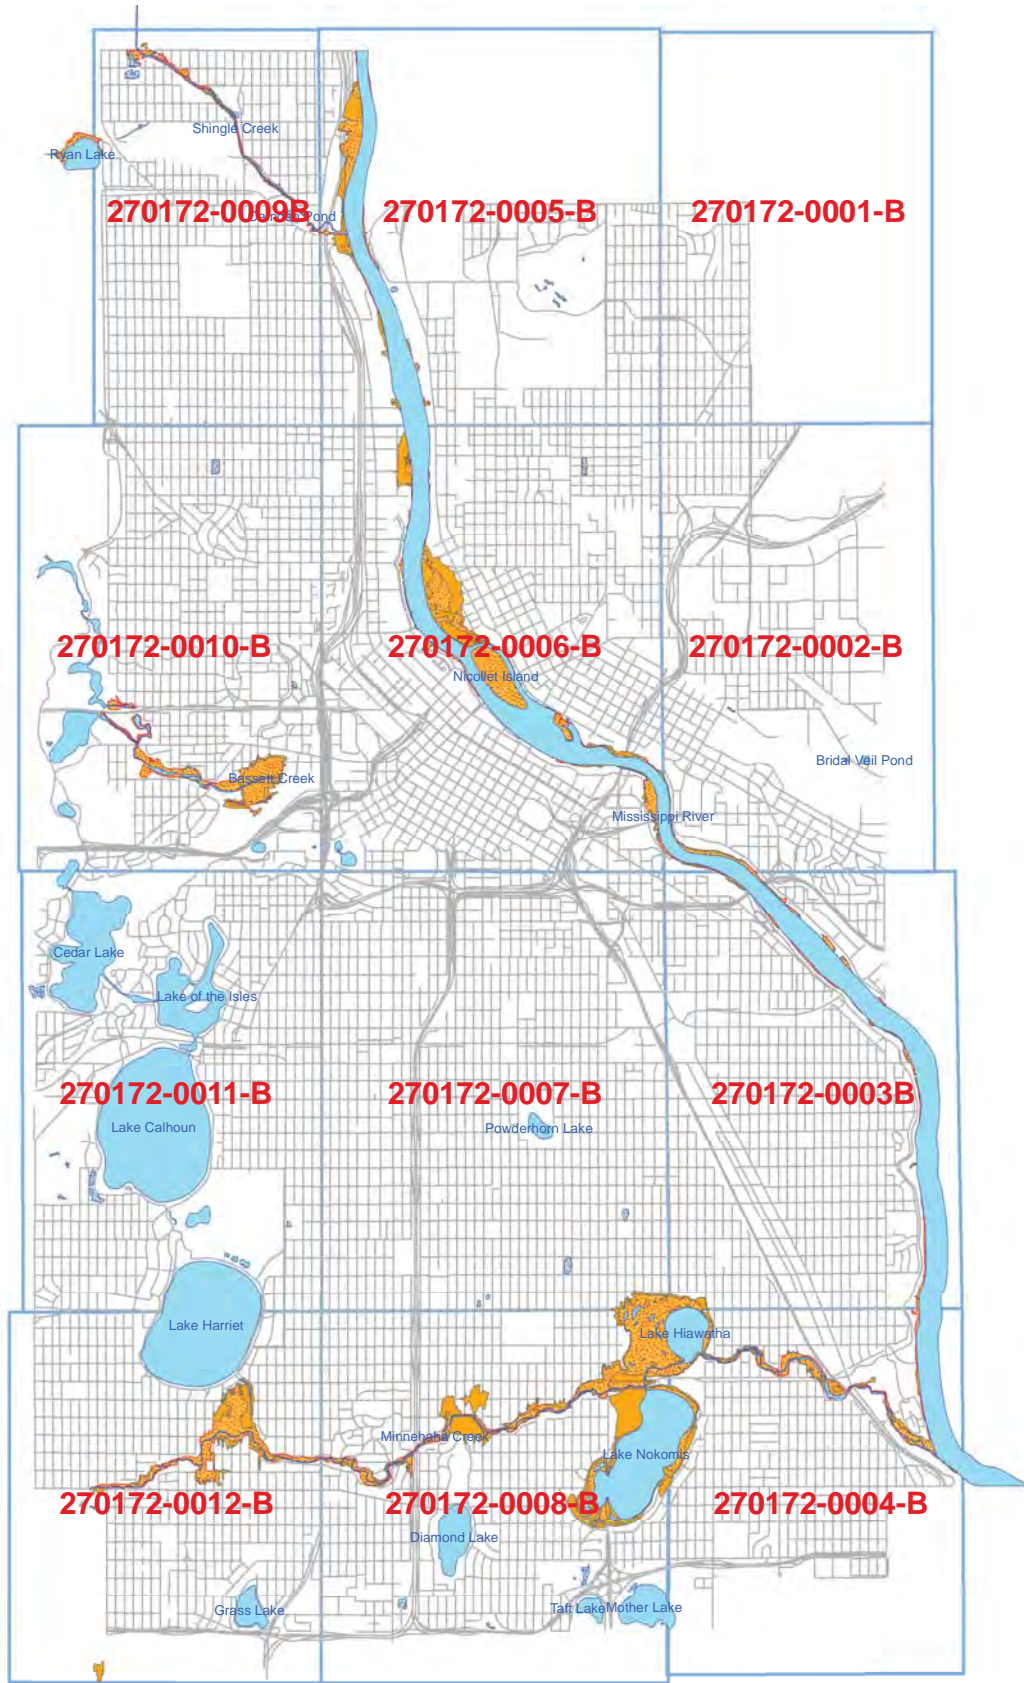 Shingle Creek
Ryan Lake
270172-0009B
Camden Pond
270172-0005-B
270172-0001-B
270172-0010-B
270172-0006-B
270172-0002-B
Nicollet Island
Bridal Veil Pond
Bassett Creek
Mississippi River
Cedar Lake
Lake of the Isles
270172-0011-B
270172-0007-B
270172-0003B
Lake Calhoun
Powderhorn Lake
Lake Harriet
Lake Hiawatha
Minnehaha Creek
Lake Nokomis
270172-0012-B
270172-0008-B
270172-0004-B
Diamond Lake
Grass Lake
Taft Lake
Mother Lake